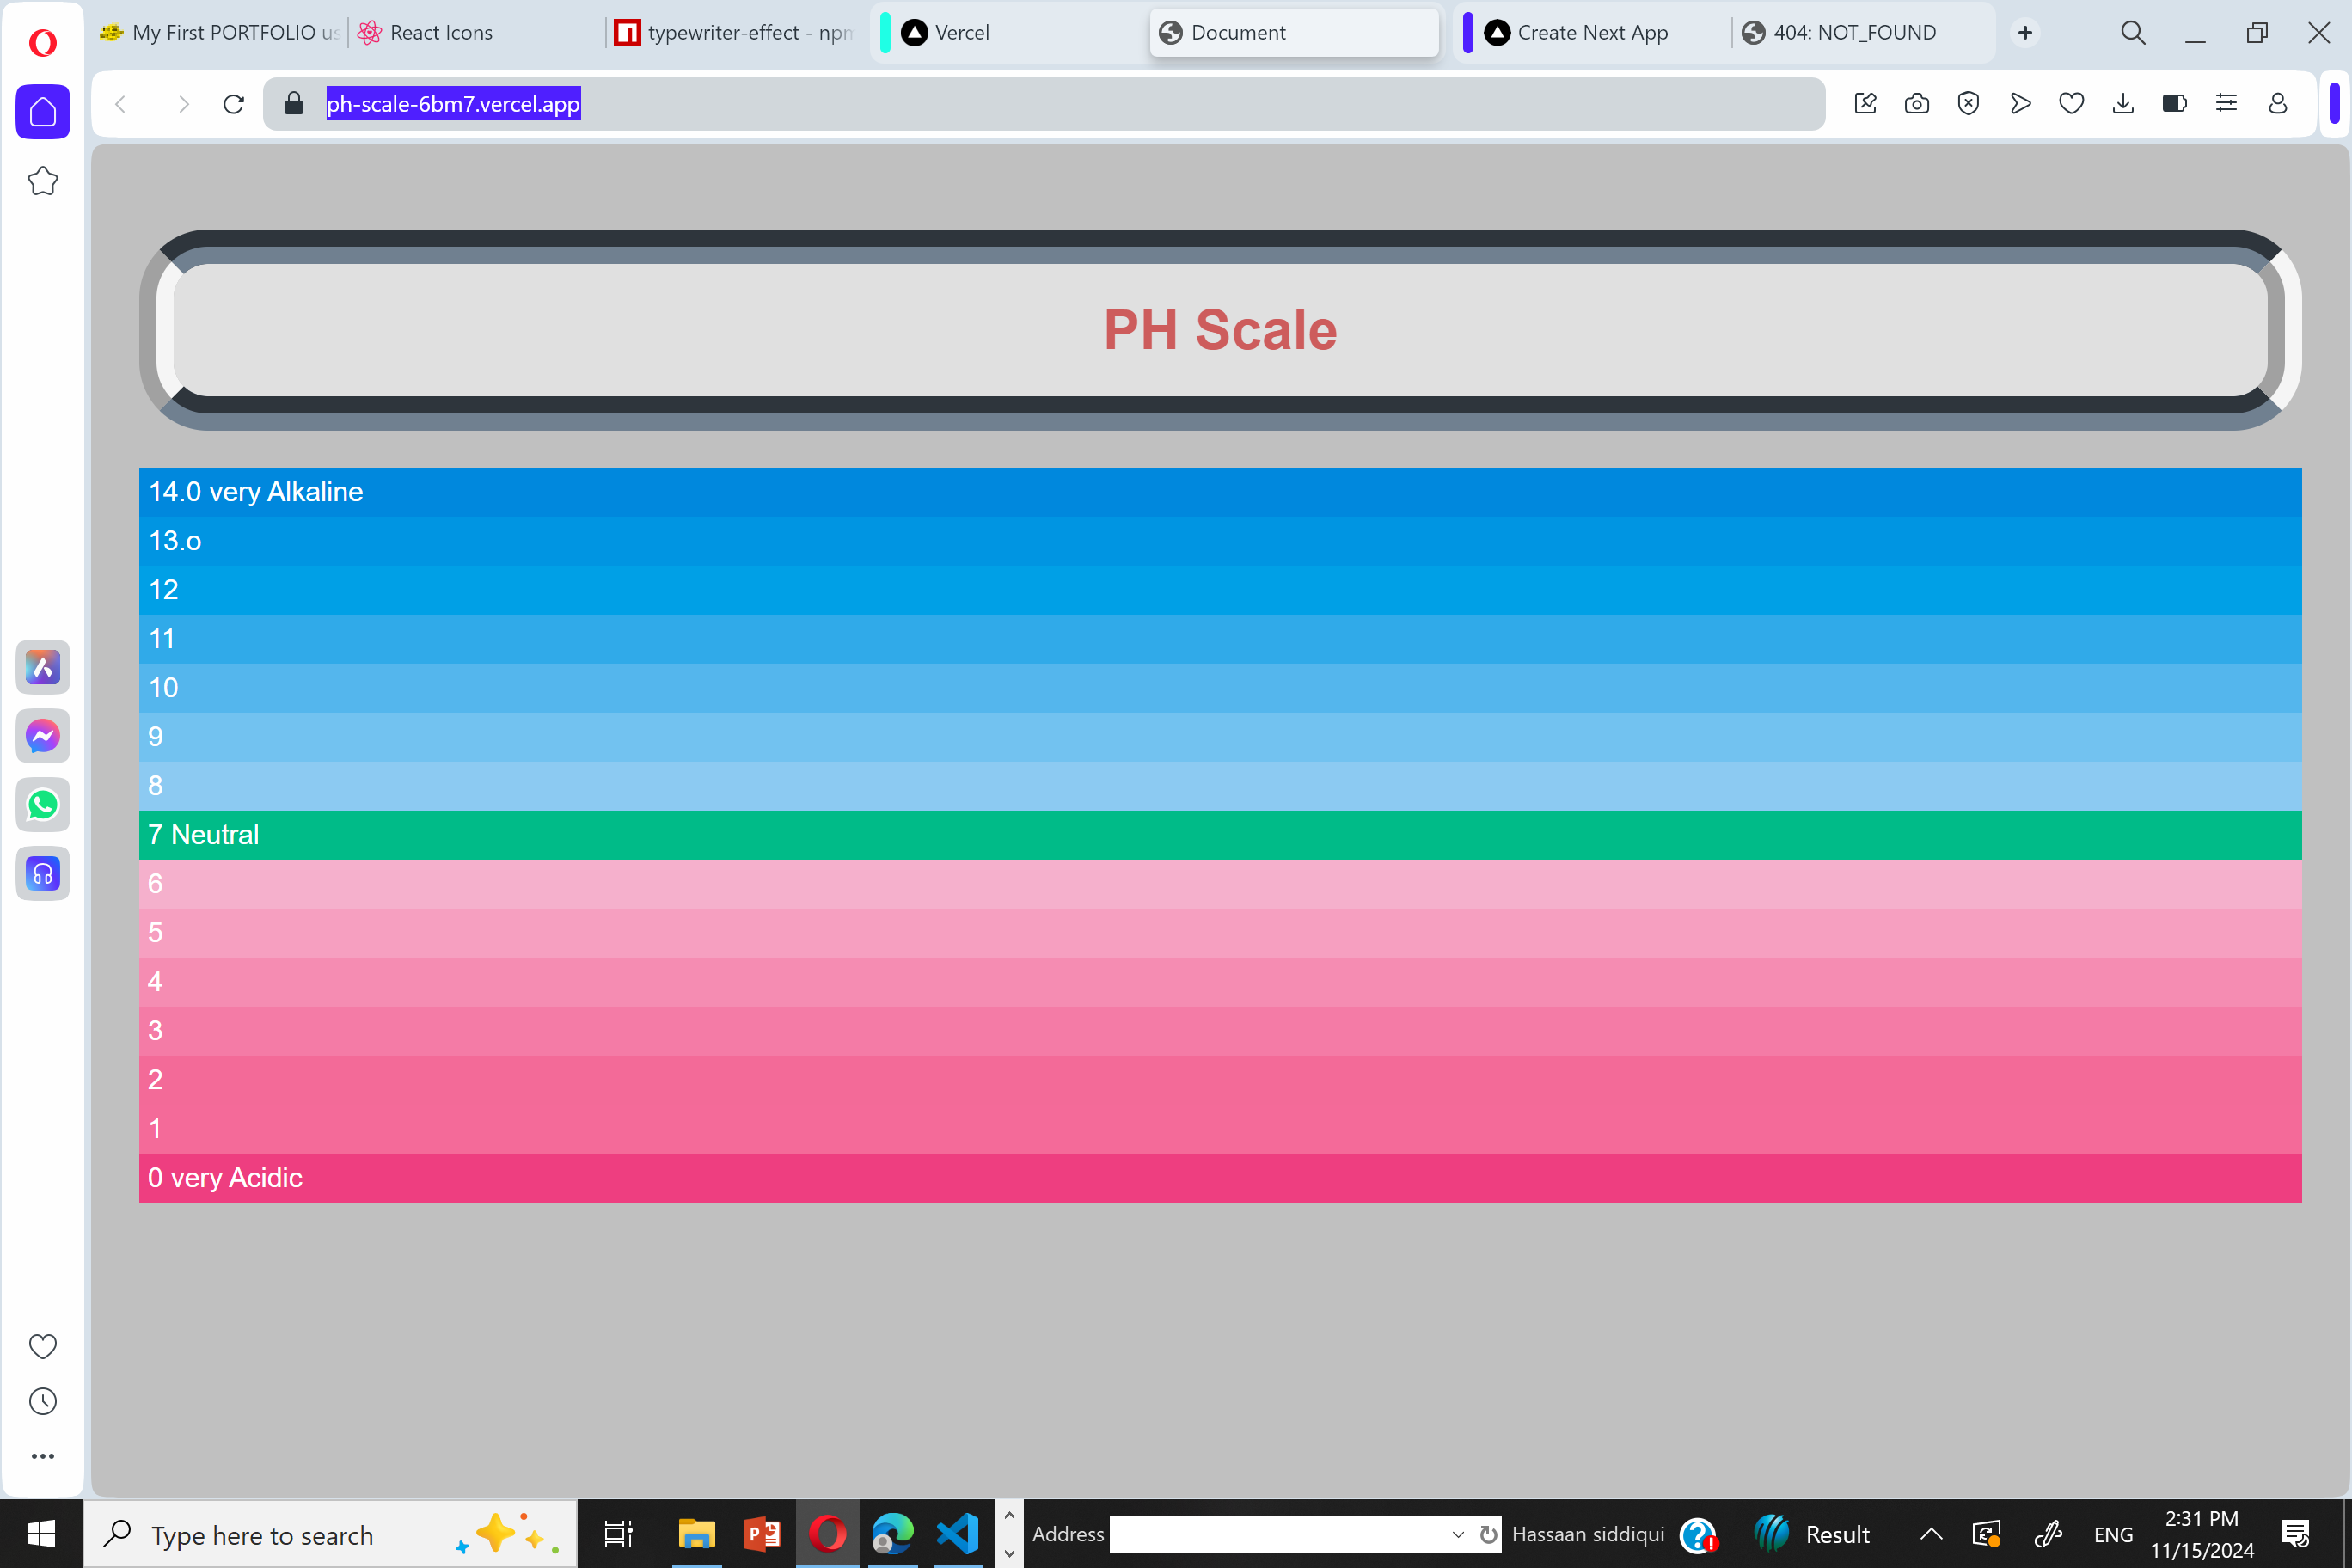 My First PORTFOLIO us
React Icons
typewriter-effect - npm
Vercel
Document
Create Next App
404: NOT_FOUND
ph-scale-6bm7.vercel.app
PH Scale
14.0 very Alkaline
13.o
12
11
10
9
8
7 Neutral
6
5
4
3
2
1
0 very Acidic
Type here to search
Address
Hassaan siddiqui
Result
ENG
2:31 PM
11/15/2024